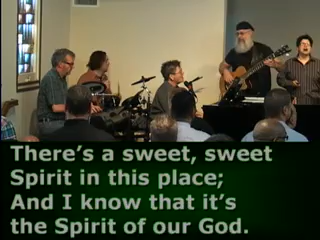 There's a sweet, sweet
Spirit in this place;
And I know that it's
the Spirit of our God.